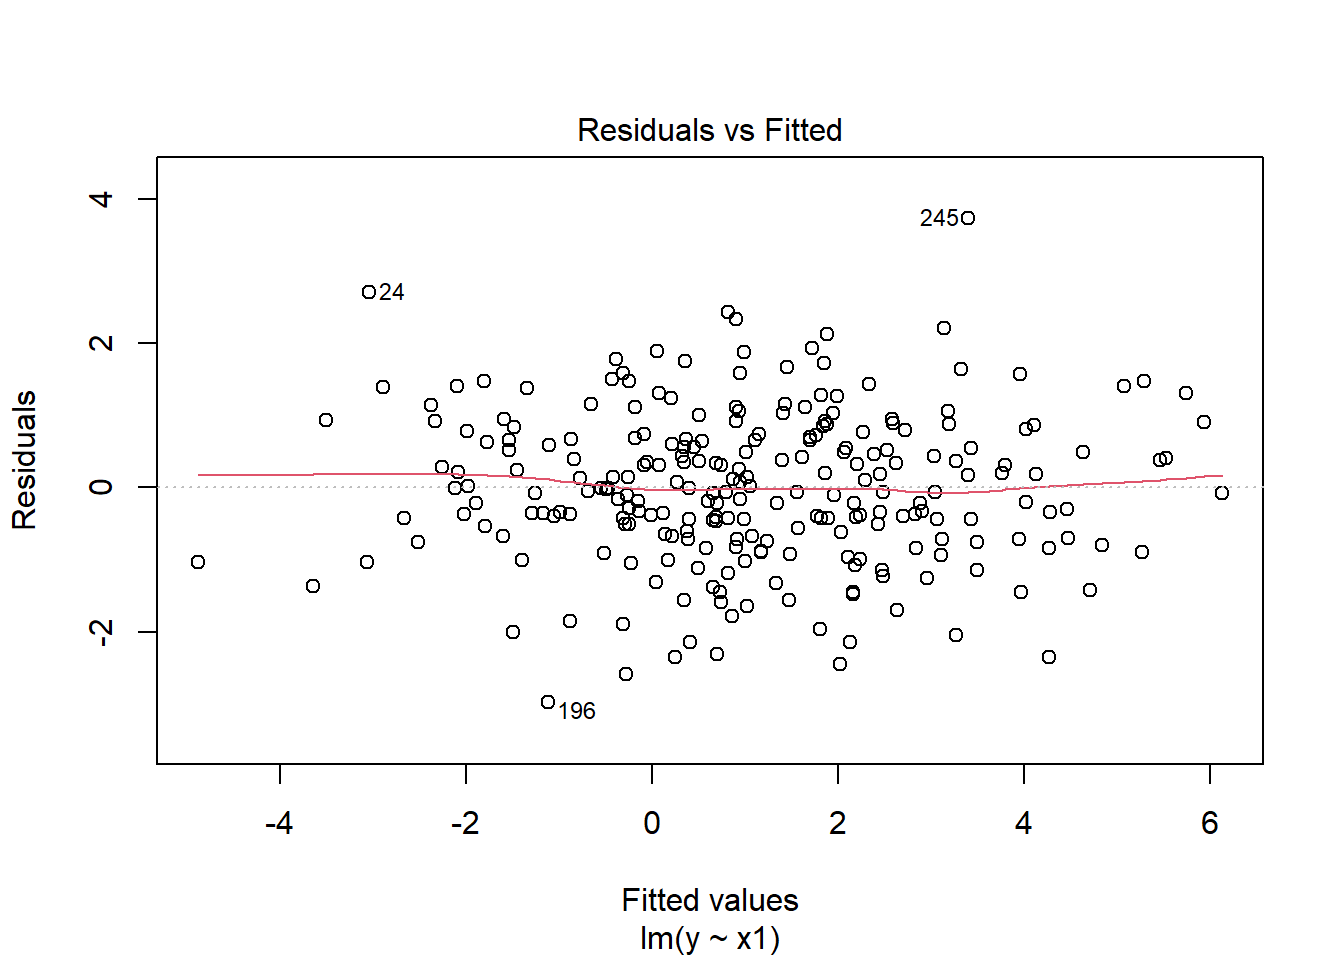 Residuals vs Fitted
Residuals
4
2
0
-2
245
24
196
-4 -2 0 2 4 6
Fitted values
lm(y ~ x1)